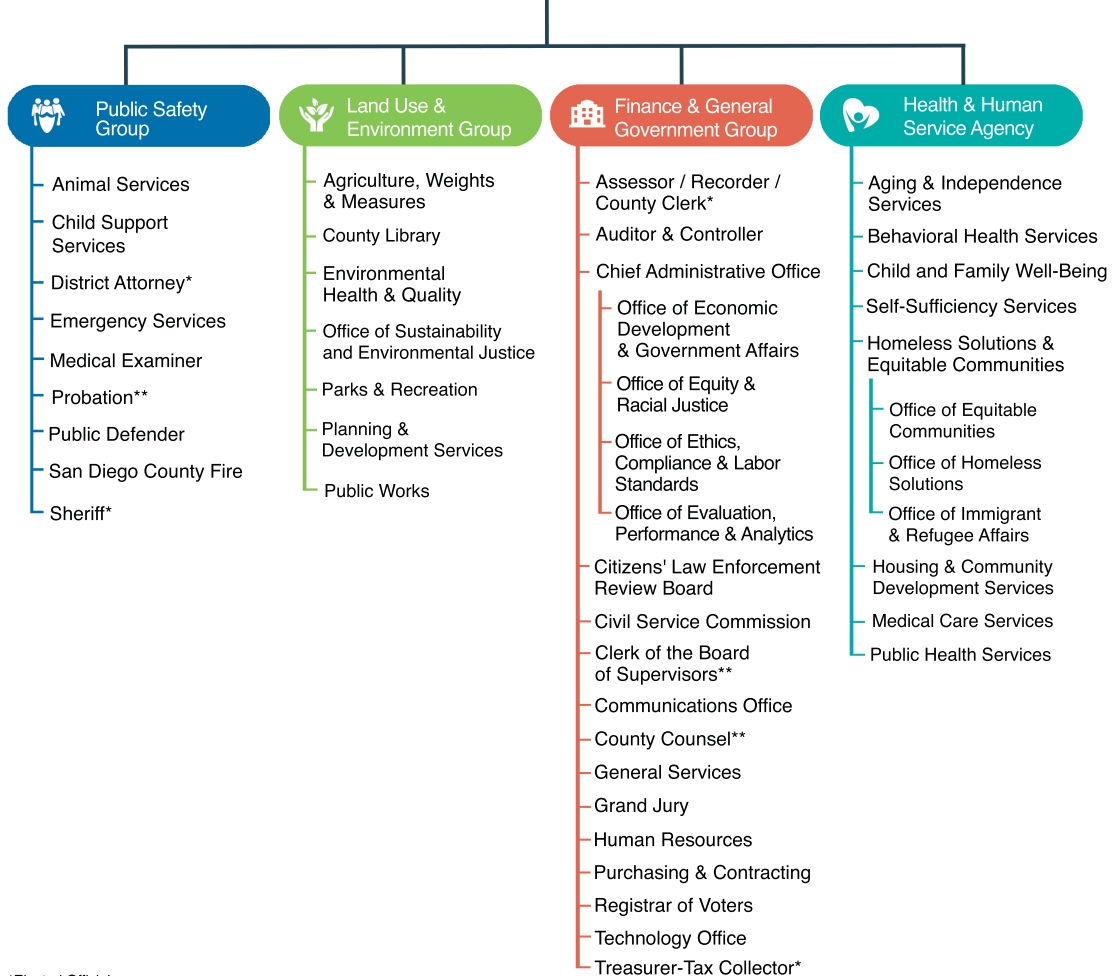 Public Safety
Group
Animal Services
Child Support
Services
District Attorney*
Emergency Services
Medical Examiner
Probation**
Public Defender
San Diego County Fire
Sheriff*
Land Use &
Environment Group
Agriculture, Weights
& Measures
County Library
Environmental
Health & Quality
Office of Sustainability
and Environmental Justice
Parks & Recreation
Planning &
Development Services
Public Works
Finance & General
Government Group
Assessor / Recorder /
County Clerk*
Auditor & Controller
Chief Administrative Office
Office of Economic
Development
& Government Affairs
Office of Equity &
Racial Justice
Office of Ethics,
Compliance & Labor
Standards
Office of Evaluation,
Performance & Analytics
Citizens' Law Enforcement
Review Board
Civil Service Commission
Clerk of the Board
of Supervisors**
Communications Office
County Counsel**
General Services
Grand Jury
Human Resources
Purchasing & Contracting
Registrar of Voters
Technology Office
Treasurer-Tax Collector*
Health & Human
Service Agency
Aging & Independence
Services
Behavioral Health Services
Child and Family Well-Being
Self-Sufficiency Services
Homeless Solutions &
Equitable Communities
Office of Equitable
Communities
Office of Homeless
Solutions
Office of Immigrant
& Refugee Affairs
Housing & Community
Development Services
Medical Care Services
Public Health Services